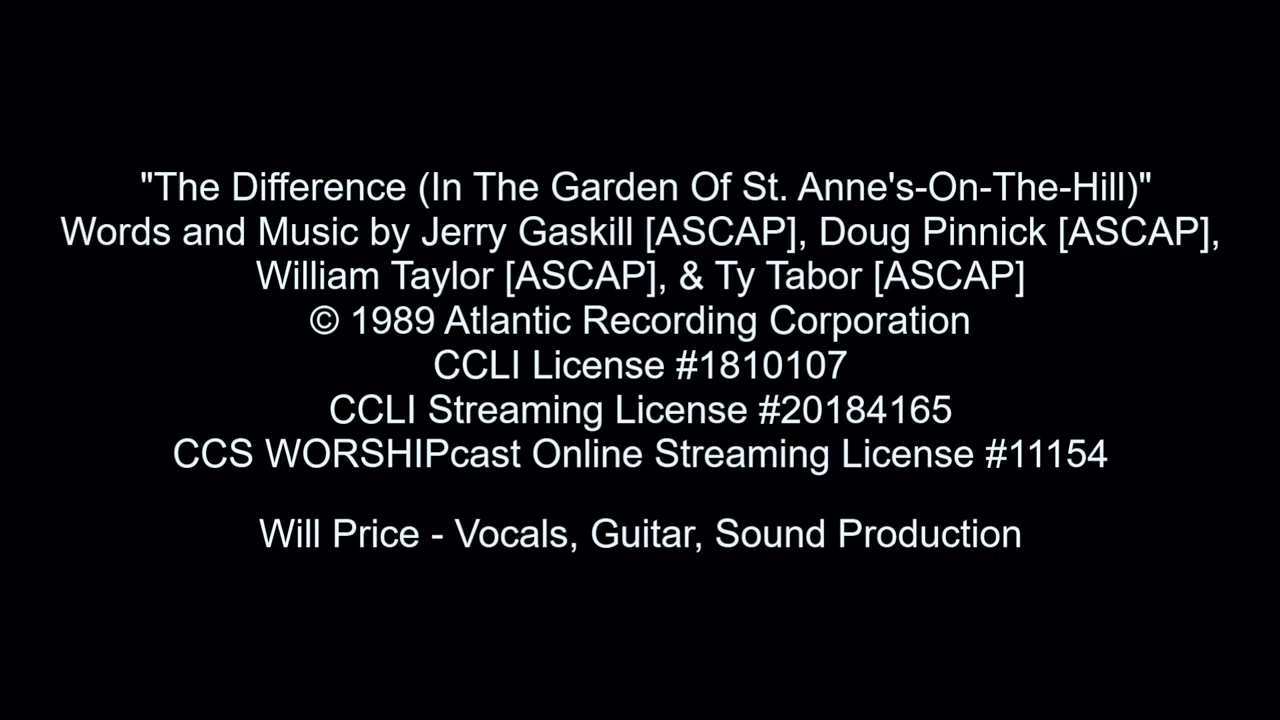 "The Difference (In The Garden Of St. Anne's-On-The-Hill)"
Words and Music by Jerry Gaskill [ASCAP], Doug Pinnick [ASCAP],
William Taylor [ASCAP], & Ty Tabor [ASCAP]
© 1989 Atlantic Recording Corporation
CCLI License #1810107
CCLI Streaming License #20184165
CCS WORSHIPcast Online Streaming License #11154
Will Price - Vocals, Guitar, Sound Production